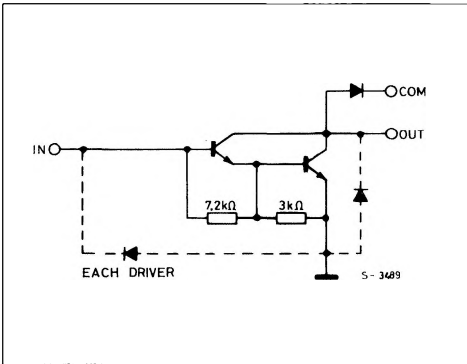 COM
OUT
IN
7,2kΩ 3kΩ
EACH DRIVER
S-3489